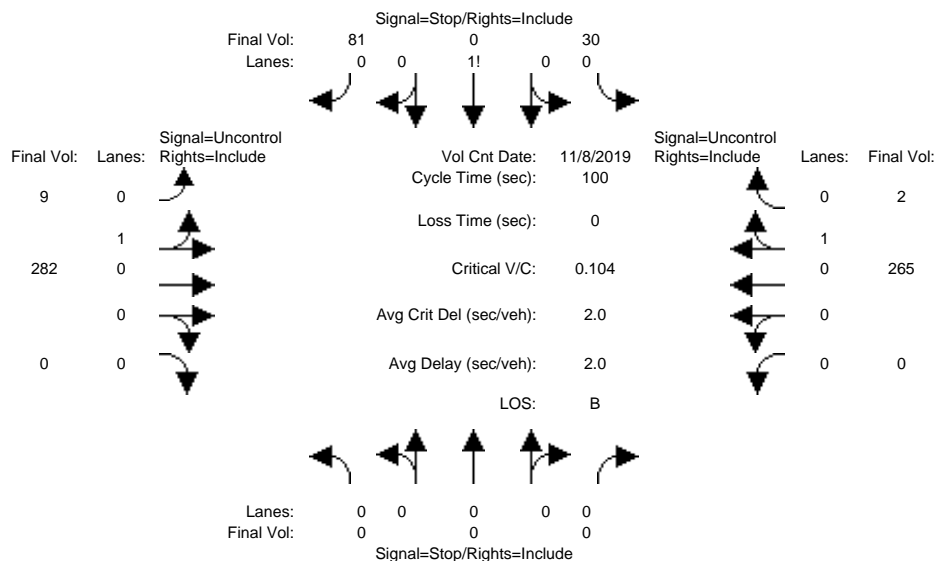 Signal=Stop/Rights=Include
Final Vol: 81 0 30
Lanes: 0 0 1! 0 0
Signal=Uncontrol Signal=Uncontrol
Final Vol: Lanes: Rights=Include Vol Cnt Date: 11/8/2019 Rights=Include Lanes: Final Vol:
Cycle Time (sec): 100
9 0 0 2
Loss Time (sec): 0
1 1
282 0 Critical V/C: 0.104 0 265
0 Avg Crit Del (sec/veh): 2.0 0
0 0 Avg Delay (sec/veh): 2.0 0 0
LOS: B
Lanes: 0 0 0 0 0
Final Vol: 0 0 0
Signal=Stop/Rights=Include